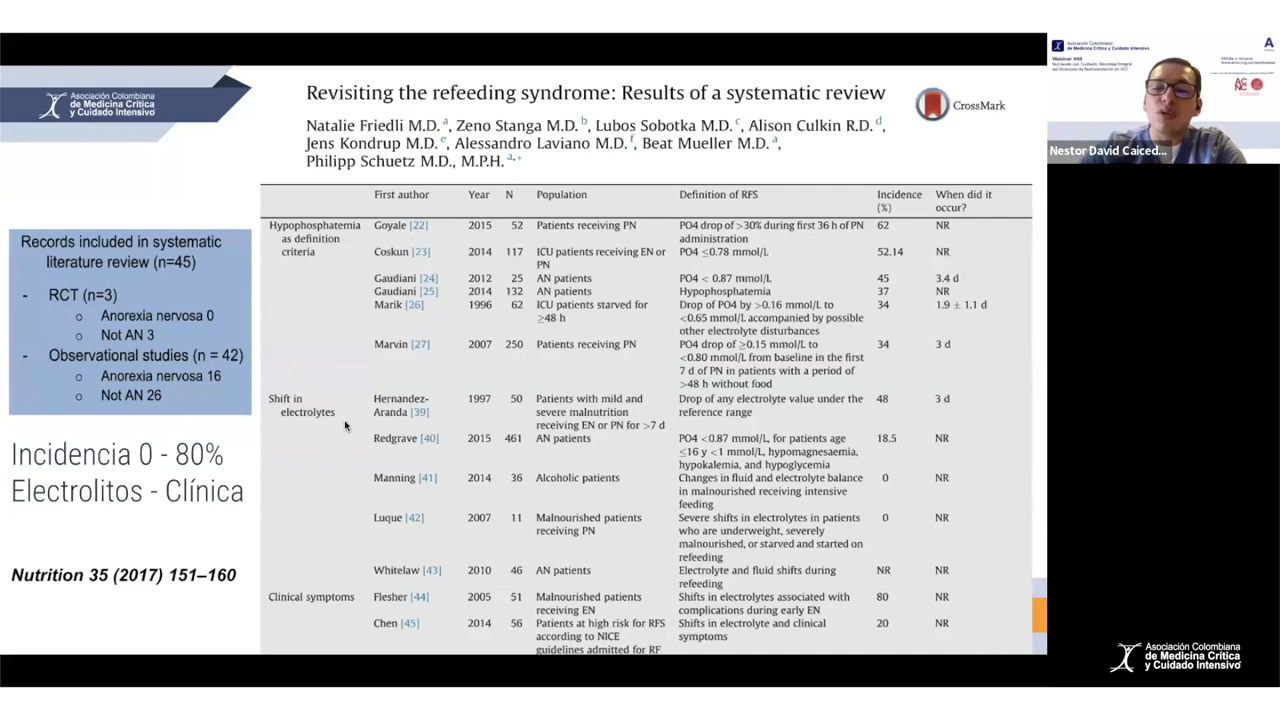 Asociación Colombiana
de Medicina Crítica
y Cuidado Intensivo
Revisiting the refeeding syndrome: Results of a systematic review
CrossMark
Natalie Friedli M.D. a, Zeno Stanga M.D. b, Lubos Sobotka M.D. c, Alison Culkin R.D. d,
Jens Kondrup M.D. e, Alessandro Laviano M.D. f, Beat Mueller M.D. a,
Philipp Schuetz M.D., M.P.H. a,*
Records included in systematic
literature review (n=45)
- RCT (n=3)
o Anorexia nervosa 0
o Not AN 3
- Observational studies (n = 42)
o Anorexia nervosa 16
o Not AN 26
Incidencia 0 - 80%
Electrolitos - Clínica
Nutrition 35 (2017) 151–160
First author Year N Population Definition of RFS Incidence When did it
(%) occur?
Hypophosphatemia Goyale [22] 2015 52 Patients receiving PN PO4 drop of >30% during first 36 h of PN 62 NR
as definition administration
criteria Coskun [23] 2014 117 ICU patients receiving EN or PO4 ≤0.78 mmol/L 52.14 NR
PN
Gaudiani [24] 2012 25 AN patients PO4 < 0.87 mmol/L 45 3.4 d
Gaudiani [25] 2014 132 AN patients Hypophosphatemia 37 NR
Marik [26] 1996 62 ICU patients starved for Drop of PO4 by >0.16 mmol/L to 34 1.9 ± 1.1 d
≥48 h <0.65 mmol/L accompanied by possible
other electrolyte disturbances
Marvin [27] 2007 250 Patients receiving PN PO4 drop of ≥0.15 mmol/L to 34 3 d
<0.80 mmol/L from baseline in the first
7 d of PN in patients with a period of
>48 h without food
Shift in Hernandez- 1997 50 Patients with mild and Drop of any electrolyte value under the 48 3 d
electrolytes Aranda [39] severe malnutrition reference range
receiving EN or PN for >7 d
Redgrave [40] 2015 461 AN patients PO4 <0.87 mmol/L, for patients age 18.5 NR
≤16 y <1 mmol/L, hypomagnesaemia,
hypokalemia, and hypoglycemia
Manning [41] 2014 36 Alcoholic patients Changes in fluid and electrolyte balance 0 NR
in malnourished receiving intensive
feeding
Luque [42] 2007 11 Malnourished patients Severe shifts in electrolytes in patients 0 NR
receiving PN who are underweight, severely
malnourished, or starved and started on
refeeding
Whitelaw [43] 2010 46 AN patients Electrolyte and fluid shifts during NR NR
refeeding
Clinical symptoms Flesher [44] 2005 51 Malnourished patients Shifts in electrolytes associated with 80 NR
receiving EN complications during early EN
Chen [45] 2014 56 Patients at high risk for RFS Shifts in electrolyte and clinical 20 NR
according to NICE symptoms
guidelines admitted for RF
Asociación Colombiana
de Medicina Crítica y Cuidado Intensivo
Webinar #85
Nestor David Caiced...
Asociación Colombiana
de Medicina Crítica
y Cuidado Intensivo